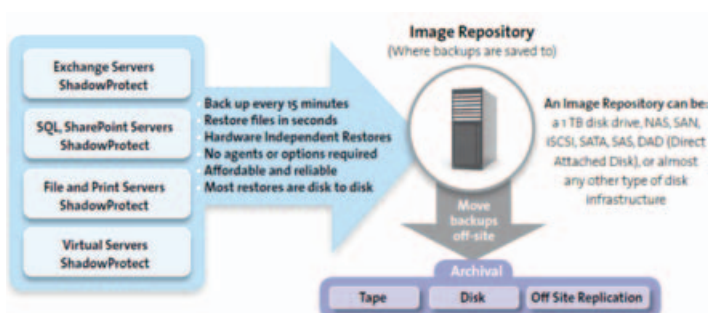 Image Repository
(Where backups are saved to)
Exchange Servers
ShadowProtect
SQL, SharePoint Servers
ShadowProtect
File and Print Servers
ShadowProtect
Virtual Servers
ShadowProtect
• Back up every 15 minutes
• Restore files in seconds
• Hardware Independent Restores
• No agents or options required
• Affordable and reliable
• Most restores are disk to disk
An Image Repository can be:
a 1 TB disk drive, NAS, SAN,
iSCSI, SATA, SAS, DAD (Direct
Attached Disk), or almost
any other type of disk
infrastructure
Move
backups
off-site
Archival
Tape
Disk
Off Site Replication